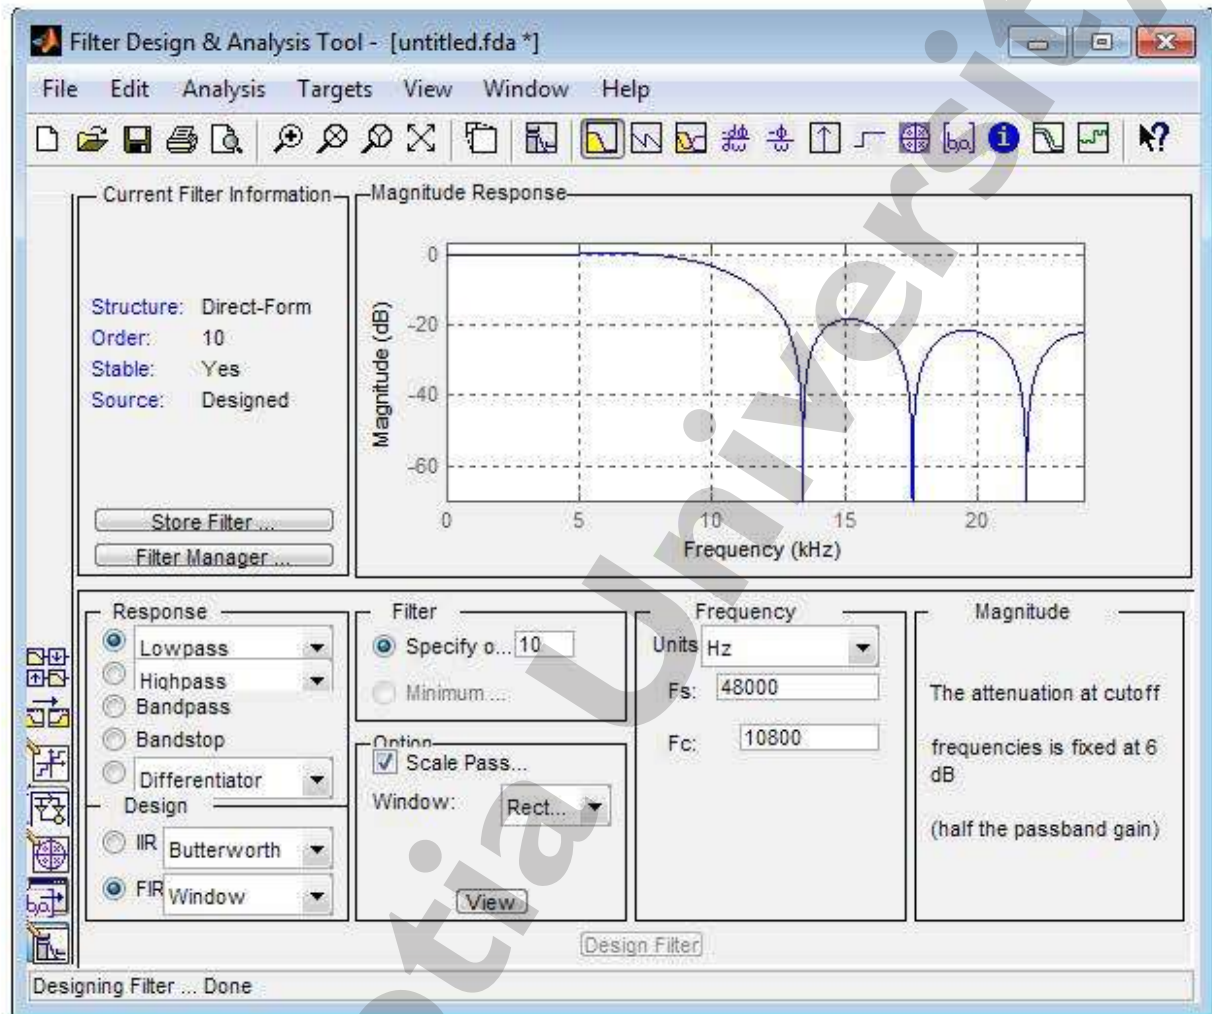 Filter Design & Analysis Tool - [untitled.fda *]
File Edit Analysis Targets View Window Help
Current Filter Information
Structure: Direct-Form
Order: 10
Stable: Yes
Source: Designed
Store Filter ...
Filter Manager ...
Magnitude Response
0
-20
-40
-60
Magnitude (dB)
0 5 10 15 20
Frequency (kHz)
Response
Lowpass
Highpass
Bandpass
Bandstop
Differentiator
Design
IIR Butterworth
FIR Window
Filter
Specify o... 10
Minimum ...
Option
Scale Pass...
Window: Rect...
View
Frequency
Units Hz
Fs: 48000
Fc: 10800
Magnitude
The attenuation at cutoff
frequencies is fixed at 6
dB
(half the passband gain)
Design Filter
Designing Filter ... Done
tia University